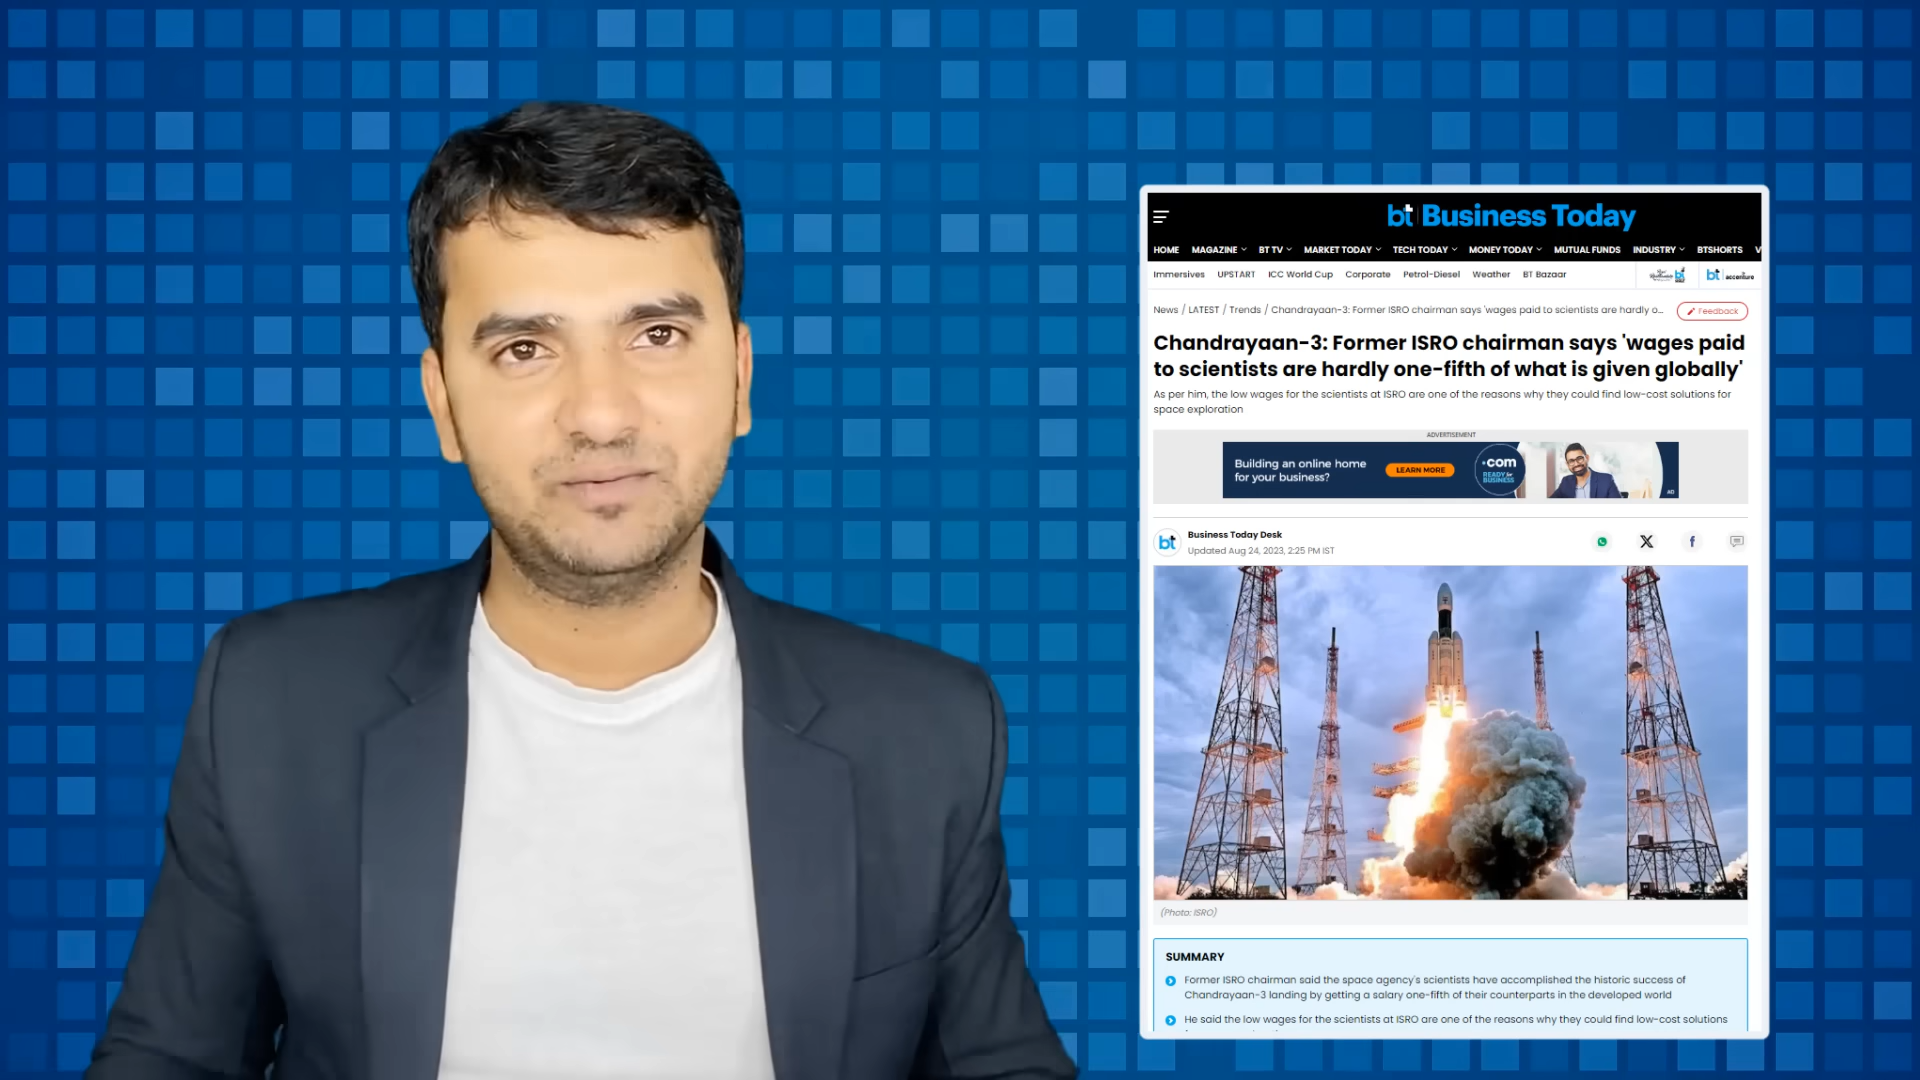 bt Business Today
HOME MAGAZINE BT TV MARKET TODAY TECH TODAY MONEY TODAY MUTUAL FUNDS INDUSTRY BTSHORTS V
Immersives UPSTART ICC World Cup Corporate Petrol-Diesel Weather BT Bazaar
bt accenture
News / LATEST / Trends / Chandrayaan-3: Former ISRO chairman says 'wages paid to scientists are hardly o...
Feedback
Chandrayaan-3: Former ISRO chairman says 'wages paid
to scientists are hardly one-fifth of what is given globally'
As per him, the low wages for the scientists at ISRO are one of the reasons why they could find low-cost solutions for
space exploration
ADVERTISEMENT
Building an online home
for your business?
LEARN MORE
.com
READY for
BUSINESS
AD
bt
Business Today Desk
Updated Aug 24, 2023, 2:25 PM IST
(Photo: ISRO)
SUMMARY
Former ISRO chairman said the space agency's scientists have accomplished the historic success of
Chandrayaan-3 landing by getting a salary one-fifth of their counterparts in the developed world
He said the low wages for the scientists at ISRO are one of the reasons why they could find low-cost solutions